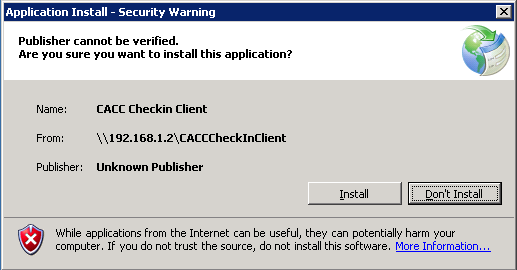 Application Install - Security Warning
Publisher cannot be verified.
Are you sure you want to install this application?
Name: CACC Checkin Client
From: \\192.168.1.2\CACCCheckInClient
Publisher: Unknown Publisher
Install Don't Install
While applications from the Internet can be useful, they can potentially harm your
computer. If you do not trust the source, do not install this software. More Information...